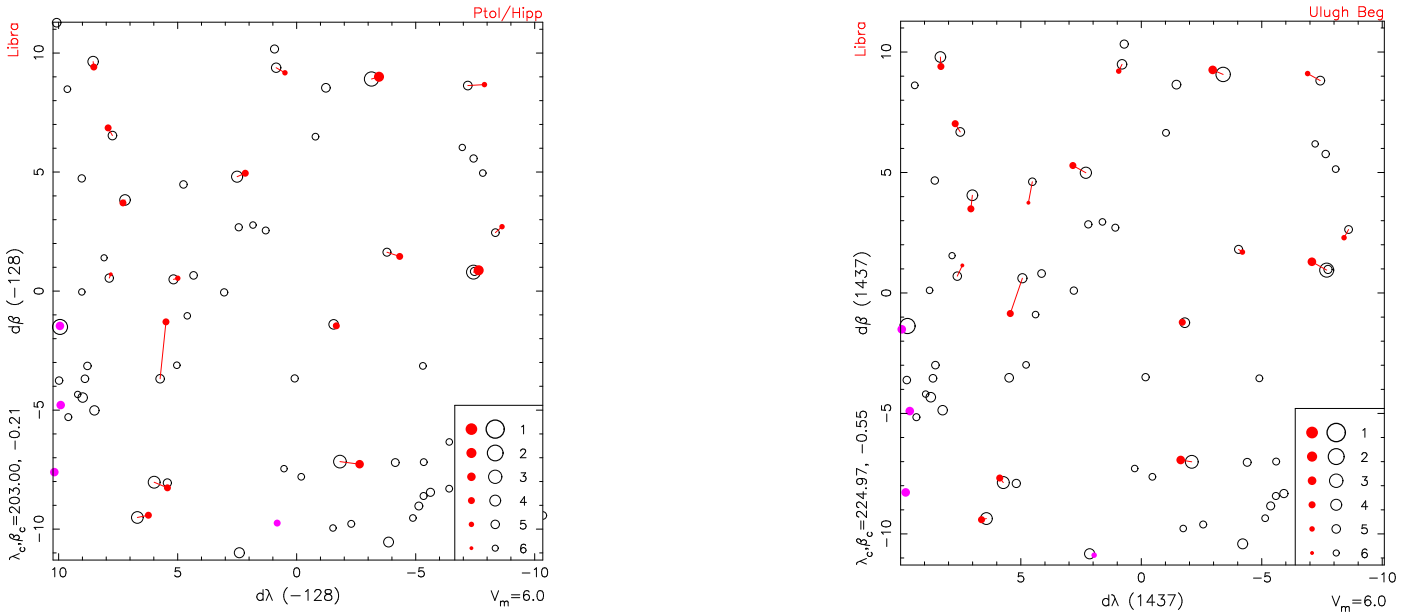 Libra
Ptol/Hipp
10
5
0
−5
−10
dβ (−128)
λc,βc=203.00, −0.21
1
2
3
4
5
6
10
5
0
−5
−10
dλ (−128)
Vm=6.0
Libra
Ulugh Beg
10
5
0
−5
−10
dβ (1437)
λc,βc=224.97, −0.55
1
2
3
4
5
6
5
0
−5
−10
dλ (1437)
Vm=6.0